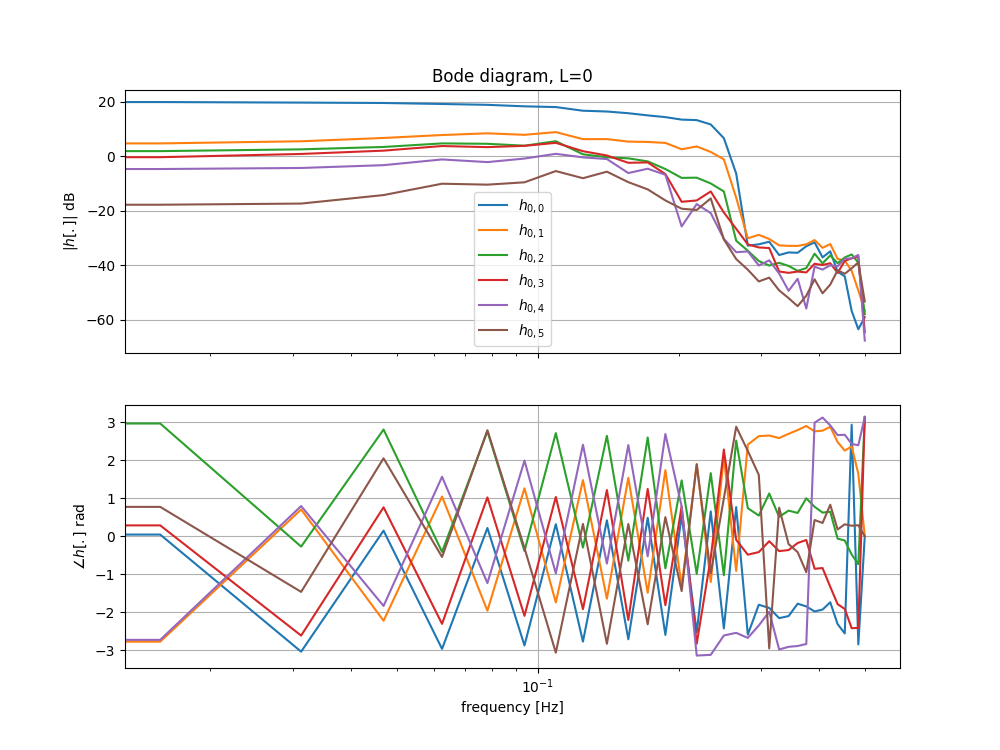 Bode diagram, L=0
20
0
−20
−40
−60
|h[.]| dB
h0,0
h0,1
h0,2
h0,3
h0,4
h0,5
3
2
1
0
−1
−2
−3
∠h[.] rad
10−1
frequency [Hz]